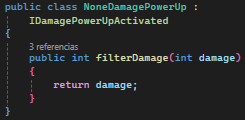 public class NoneDamagePowerUp :
IDamagePowerUpActivated
{
3 referencias
public int filterDamage(int damage)
{
return damage;
}
}